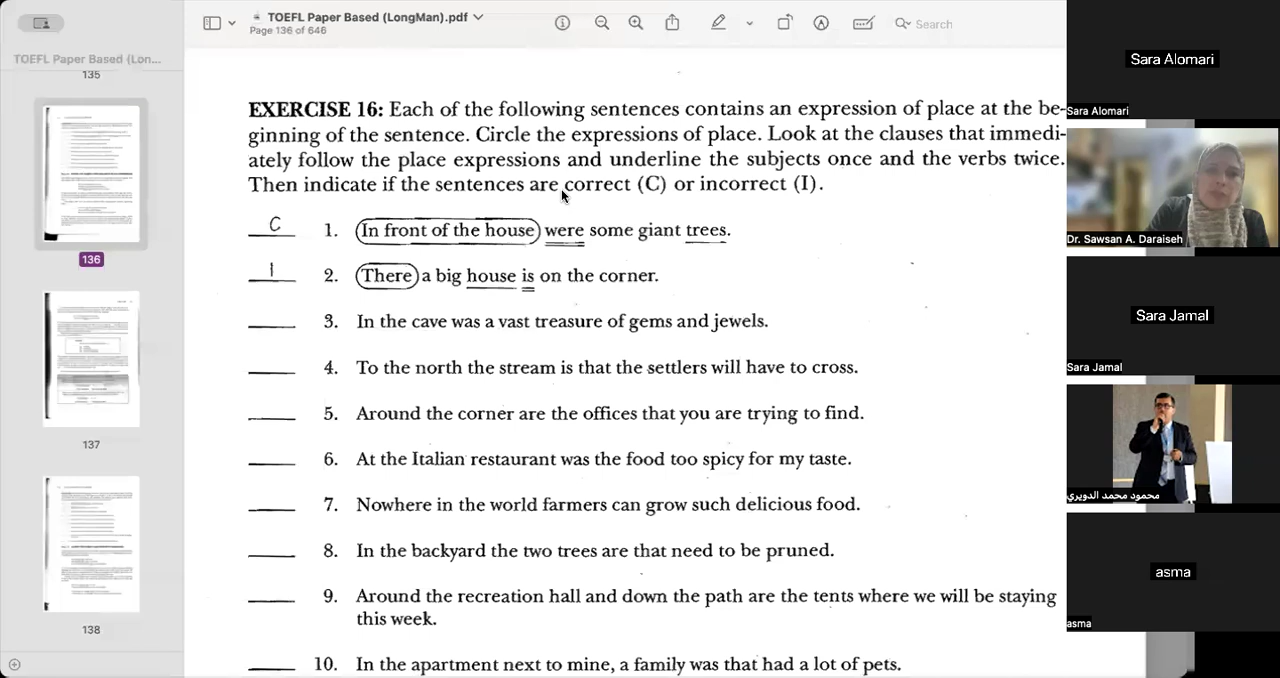 TOEFL Paper Based (LongMan).pdf
Page 136 of 646
Search
TOEFL Paper Based (Lon...
135
136
137
138
EXERCISE 16: Each of the following sentences contains an expression of place at the be-
ginning of the sentence. Circle the expressions of place. Look at the clauses that immedi-
ately follow the place expressions and underline the subjects once and the verbs twice.
Then indicate if the sentences are correct (C) or incorrect (I).
C 1. In front of the house were some giant trees.
I 2. There a big house is on the corner.
3. In the cave was a vast treasure of gems and jewels.
4. To the north the stream is that the settlers will have to cross.
5. Around the corner are the offices that you are trying to find.
6. At the Italian restaurant was the food too spicy for my taste.
7. Nowhere in the world farmers can grow such delicious food.
8. In the backyard the two trees are that need to be pruned.
9. Around the recreation hall and down the path are the tents where we will be staying
this week.
10. In the apartment next to mine, a family was that had a lot of pets.
Sara Alomari
Sara Alomari
Dr. Sawsan A. Daraiseh
Sara Jamal
Sara Jamal
محمود محمد الدويري
asma
asma